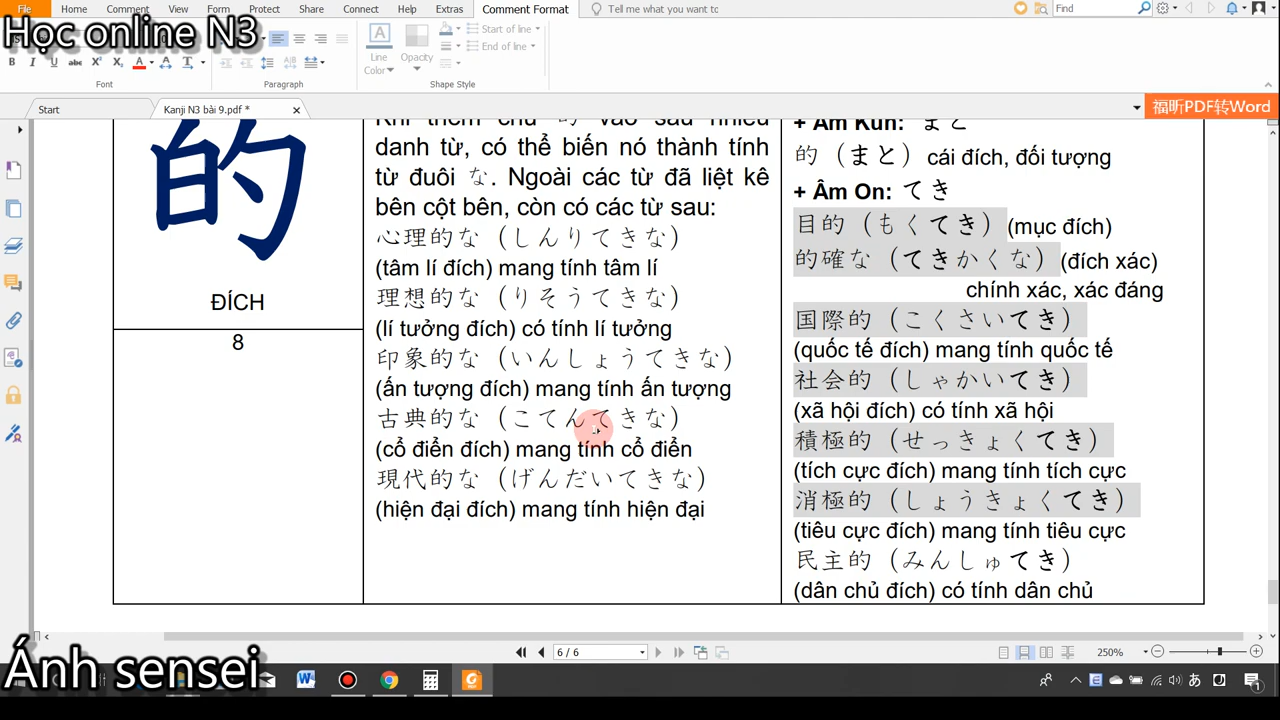 File Home Comment View Form Protect Share Connect Help Extras Comment Format Tell me what you want to Find
Học online N3
Start of line
End of line
Line Color
Opacity
Font Paragraph Shape Style
Start
Kanji N3 bài 9.pdf *
福昕PDF转Word
的
ĐÍCH
8
Khi thêm chữ 的 vào sau nhiều
danh từ, có thể biến nó thành tính
từ đuôi な. Ngoài các từ đã liệt kê
bên cột bên, còn có các từ sau:
心理的な（しんりてきな）
(tâm lí đích) mang tính tâm lí
理想的な（りそうてきな）
(lí tưởng đích) có tính lí tưởng
印象的な（いんしょうてきな）
(ấn tượng đích) mang tính ấn tượng
古典的な（こてんてきな）
(cổ điển đích) mang tính cổ điển
現代的な（げんだいてきな）
(hiện đại đích) mang tính hiện đại
+ Âm Kun: まと
的（まと）cái đích, đối tượng
+ Âm On: てき
目的（もくてき）(mục đích)
的確な（てきかくな）(đích xác)
chính xác, xác đáng
国際的（こくさいてき）
(quốc tế đích) mang tính quốc tế
社会的（しゃかいてき）
(xã hội đích) có tính xã hội
積極的（せっきょくてき）
(tích cực đích) mang tính tích cực
消極的（しょうきょくてき）
(tiêu cực đích) mang tính tiêu cực
民主的（みんしゅてき）
(dân chủ đích) có tính dân chủ
6 / 6
250%
Ánh sensei